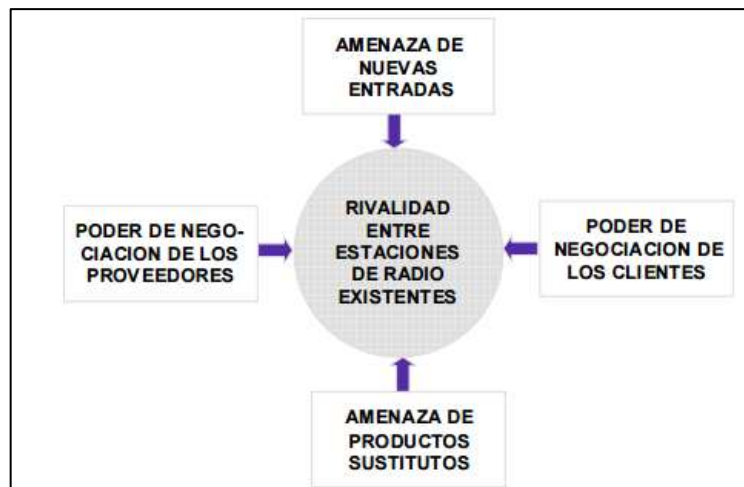 AMENAZA DE
NUEVAS
ENTRADAS
PODER DE NEGO-
CIACION DE LOS
PROVEEDORES
RIVALIDAD
ENTRE
ESTACIONES
DE RADIO
EXISTENTES
PODER DE
NEGOCIACION DE
LOS CLIENTES
AMENAZA DE
PRODUCTOS
SUSTITUTOS